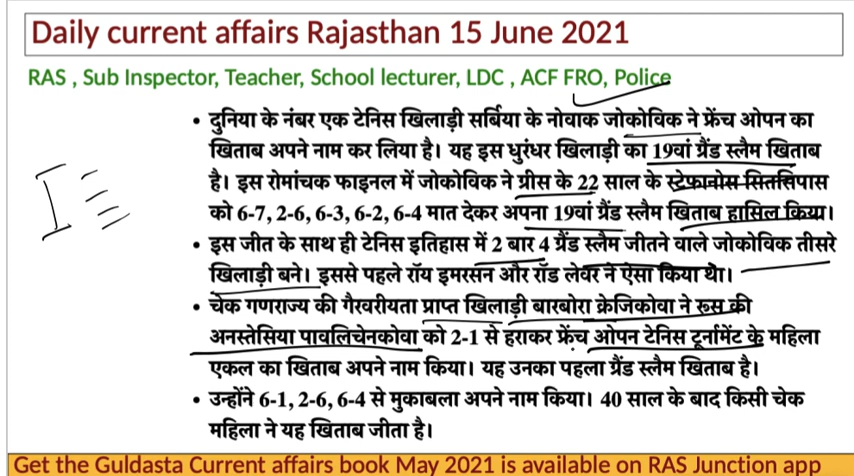 Daily current affairs Rajasthan 15 June 2021
RAS , Sub Inspector, Teacher, School lecturer, LDC , ACF FRO, Police
• दुनिया के नंबर एक टेनिस खिलाड़ी सर्बिया के नोवाक जोकोविक ने फ्रेंच ओपन का
खिताब अपने नाम कर लिया है। यह इस धुरंधर खिलाड़ी का 19वां ग्रैंड स्लैम खिताब
है। इस रोमांचक फाइनल में जोकोविक ने ग्रीस के 22 साल के स्टेफानोस सितसिपास
को 6-7, 2-6, 6-3, 6-2, 6-4 मात देकर अपना 19वां ग्रैंड स्लैम खिताब हासिल किया।
• इस जीत के साथ ही टेनिस इतिहास में 2 बार 4 ग्रैंड स्लैम जीतने वाले जोकोविक तीसरे
खिलाड़ी बने। इससे पहले रॉय इमरसन और रॉड लेवर ने ऐसा किया था।
• चेक गणराज्य की गैरवरीयता प्राप्त खिलाड़ी बारबोरा क्रेजिकोवा ने रूस की
अनस्तेसिया पावलिचेनकोवा को 2-1 से हराकर फ्रेंच ओपन टेनिस टूर्नामेंट के महिला
एकल का खिताब अपने नाम किया। यह उनका पहला ग्रैंड स्लैम खिताब है।
• उन्होंने 6-1, 2-6, 6-4 से मुकाबला अपने नाम किया। 40 साल के बाद किसी चेक
महिला ने यह खिताब जीता है।
Get the Guldasta Current affairs book May 2021 is available on RAS Junction app